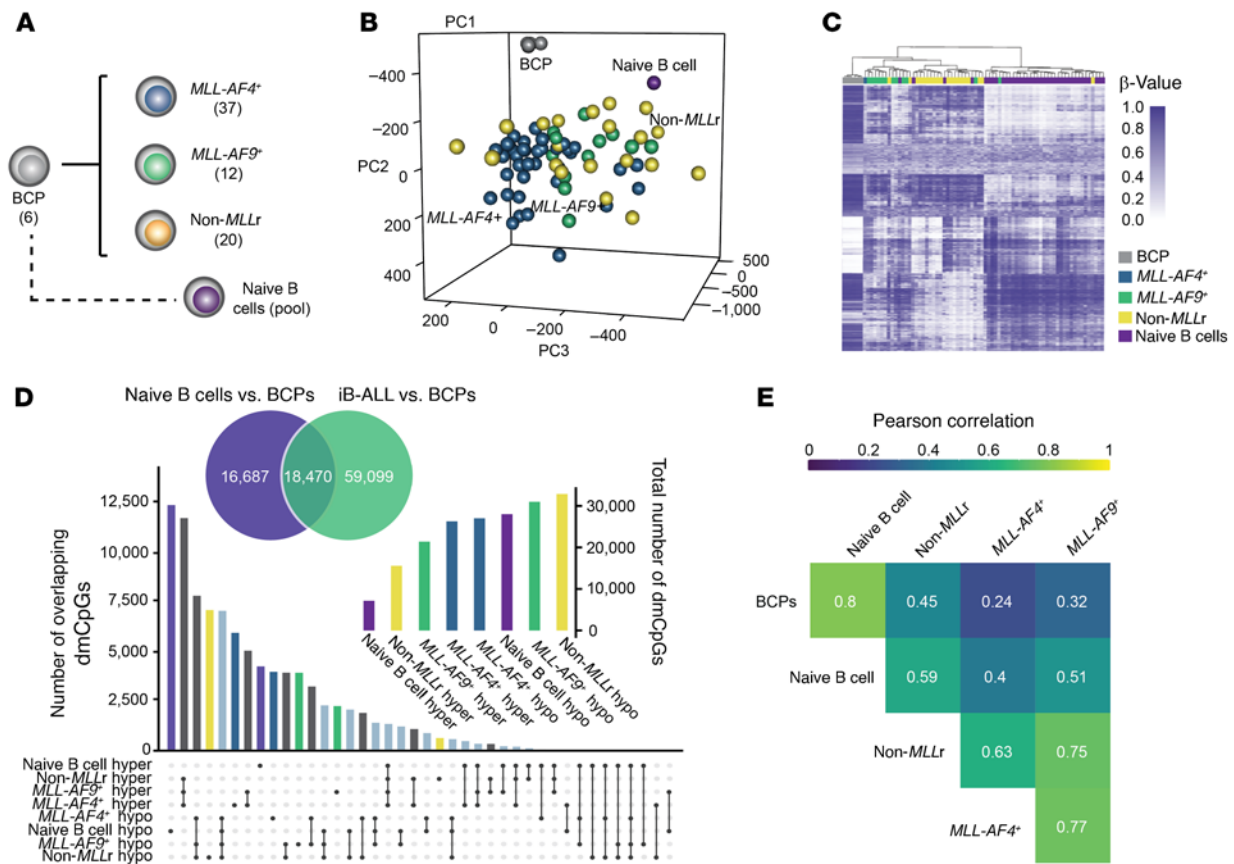 A
MLL-AF4+
(37)
MLL-AF9+
(12)
BCP
(6)
Non-MLLr
(20)
Naive B
cells (pool)
B
PC1
−400
−200
0
200
400
PC2
BCP
Naive B cell
Non-MLLr
MLL-AF4+
MLL-AF9+
200
0
−200
−400
PC3
500
0
−500
−1,000
C
β-Value
1.0
0.8
0.6
0.4
0.2
0.0
BCP
MLL-AF4+
MLL-AF9+
Non-MLLr
Naive B cells
D
Naive B cells vs. BCPs
iB-ALL vs. BCPs
16,687
18,470
59,099
Number of overlapping
dmCpGs
12,500
10,000
7,500
5,000
2,500
0
Total number of dmCpGs
30,000
20,000
10,000
0
Naive B cell hyper
Non-MLLr hyper
MLL-AF9+ hyper
MLL-AF4+ hyper
MLL-AF4+ hypo
Naive B cell hypo
MLL-AF9+ hypo
Non-MLLr hypo
Naive B cell hyper
Non-MLLr hyper
MLL-AF9+ hyper
MLL-AF4+ hyper
MLL-AF4+ hypo
Naive B cell hypo
MLL-AF9+ hypo
Non-MLLr hypo
E
Pearson correlation
0 0.2 0.4 0.6 0.8 1
Naive B cell
Non-MLLr
MLL-AF4+
MLL-AF9+
BCPs 0.8 0.45 0.24 0.32
Naive B cell 0.59 0.4 0.51
Non-MLLr 0.63 0.75
MLL-AF4+ 0.77